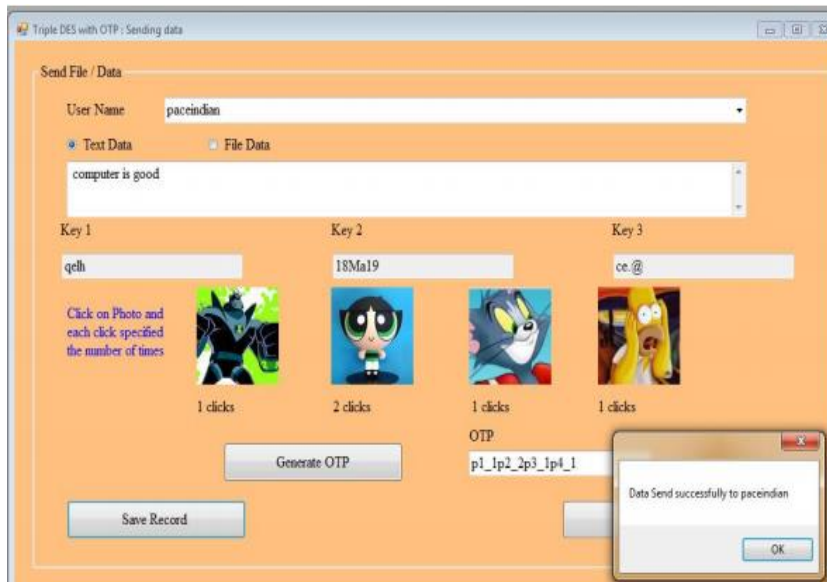 Triple DES with OTP : Sending data
Send File / Data
User Name
paceindian
Text Data
File Data
computer is good
Key 1
Key 2
Key 3
qelh
18Ma19
ce.@
Click on Photo and
each click specified
the number of times
1 clicks
2 clicks
1 clicks
1 clicks
OTP
Generate OTP
p1_1p2_2p3_1p4_1
Data Send successfully to paceindian
Save Record
OK